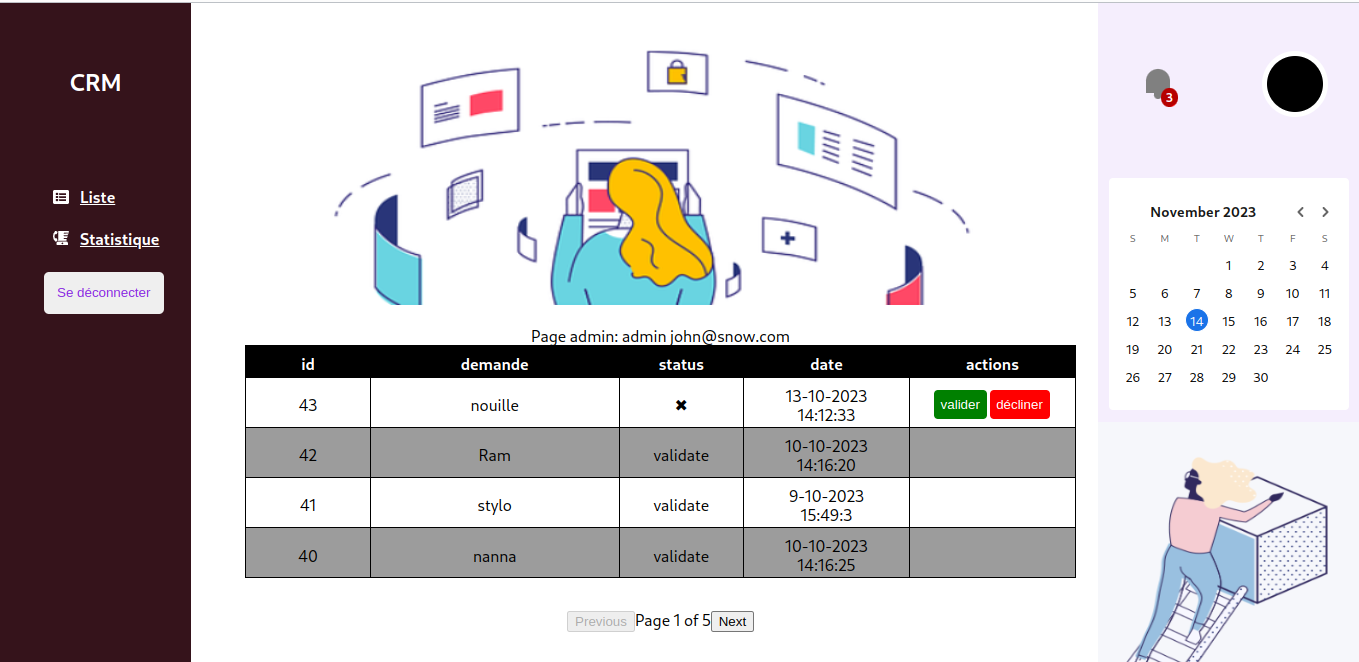 CRM
Liste
Statistique
Se déconnecter
Page admin: admin john@snow.com
id demande status date actions
43 nouille ✖ 13-10-2023 14:12:33 valider décliner
42 Ram validate 10-10-2023 14:16:20
41 stylo validate 9-10-2023 15:49:3
40 nanna validate 10-10-2023 14:16:25
Previous Page 1 of 5 Next
3
November 2023
S M T W T F S
1 2 3 4
5 6 7 8 9 10 11
12 13 14 15 16 17 18
19 20 21 22 23 24 25
26 27 28 29 30